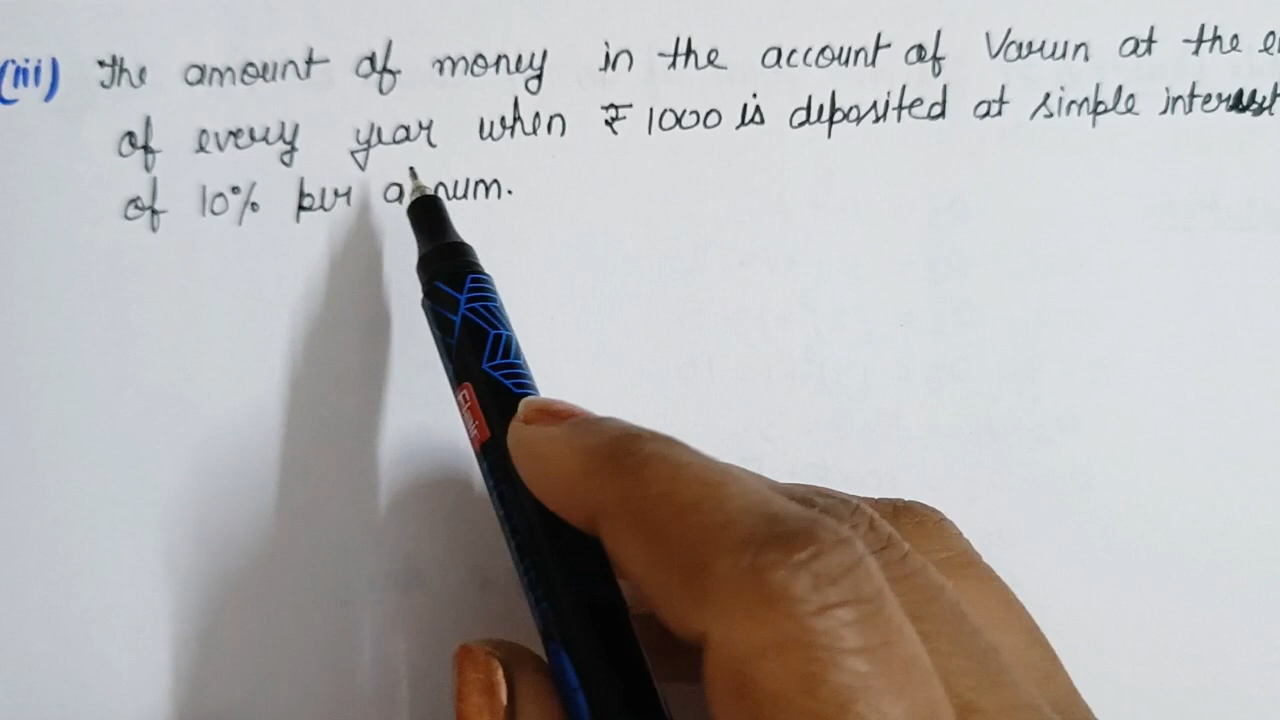 (iii) The amount of money in the account of Varun at the e
of every year when ₹ 1000 is deposited at simple interest
of 10% per annum.
Flair